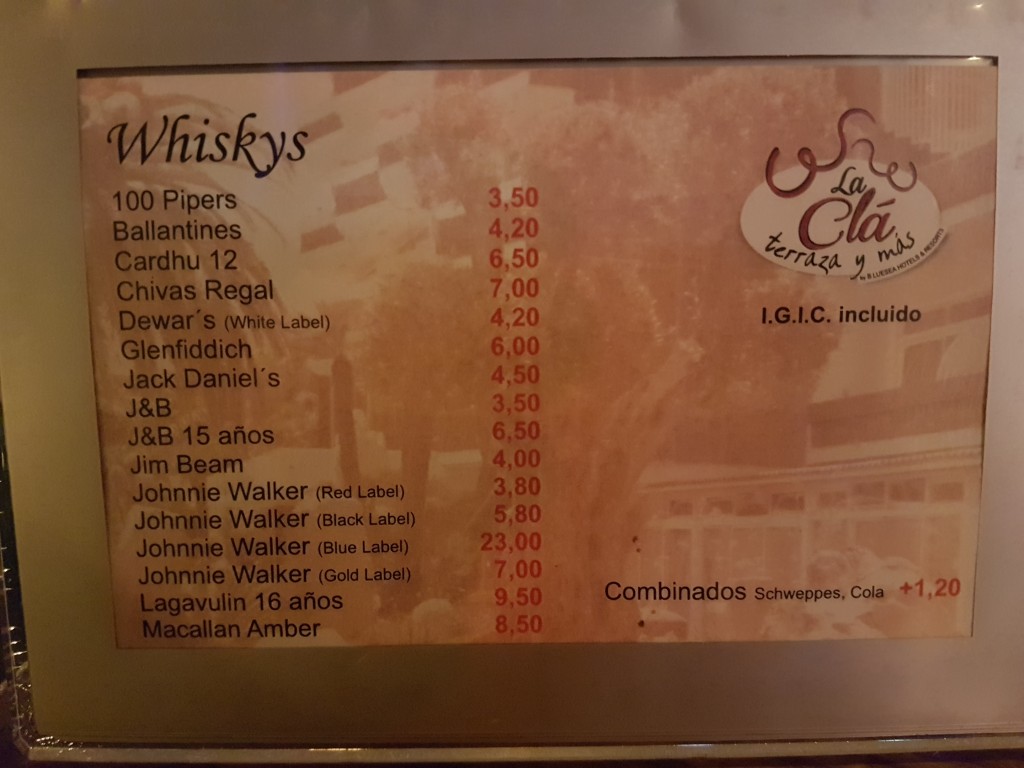 Whiskys
100 Pipers 3,50
Ballantines 4,20
Cardhu 12 6,50
Chivas Regal 7,00
Dewar´s (White Label) 4,20
Glenfiddich 6,00
Jack Daniel´s 4,50
J&B 3,50
J&B 15 años 6,50
Jim Beam 4,00
Johnnie Walker (Red Label) 3,80
Johnnie Walker (Black Label) 5,80
Johnnie Walker (Blue Label) 23,00
Johnnie Walker (Gold Label) 7,00
Lagavulin 16 años 9,50
Macallan Amber 8,50
La
Clá
terraza y más
by BLUESEA HOTELS & RESORTS
I.G.I.C. incluido
Combinados Schweppes, Cola +1,20